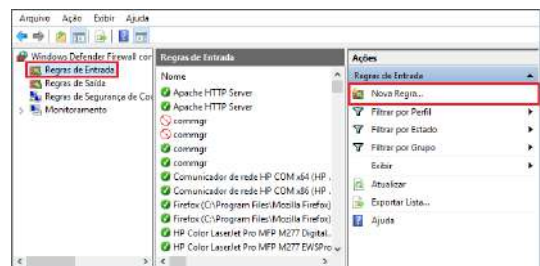 Arquivo Ação Exibir Ajuda
Windows Defender Firewall cor
Regras de Entrada
Regras de Saída
Regras de Segurança de Co
Monitoramento
Regras de Entrada
Nome
Apache HTTP Server
Apache HTTP Server
commgr
commgr
commgr
commgr
Comunicador de rede HP COM x64 (HP .
Comunicador de rede HP COM x86 (HP .
Firefox (C:\Program Files\Mozilla Firefox)
Firefox (C:\Program Files\Mozilla Firefox)
HP Color LaserJet Pro MFP M277 Digital.
HP Color LaserJet Pro MFP M277 EWSPro
Ações
Regras de Entrada
Nova Regra...
Filtrar por Perfil
Filtrar por Estado
Filtrar por Grupo
Exibir
Atualizar
Exportar Lista...
Ajuda